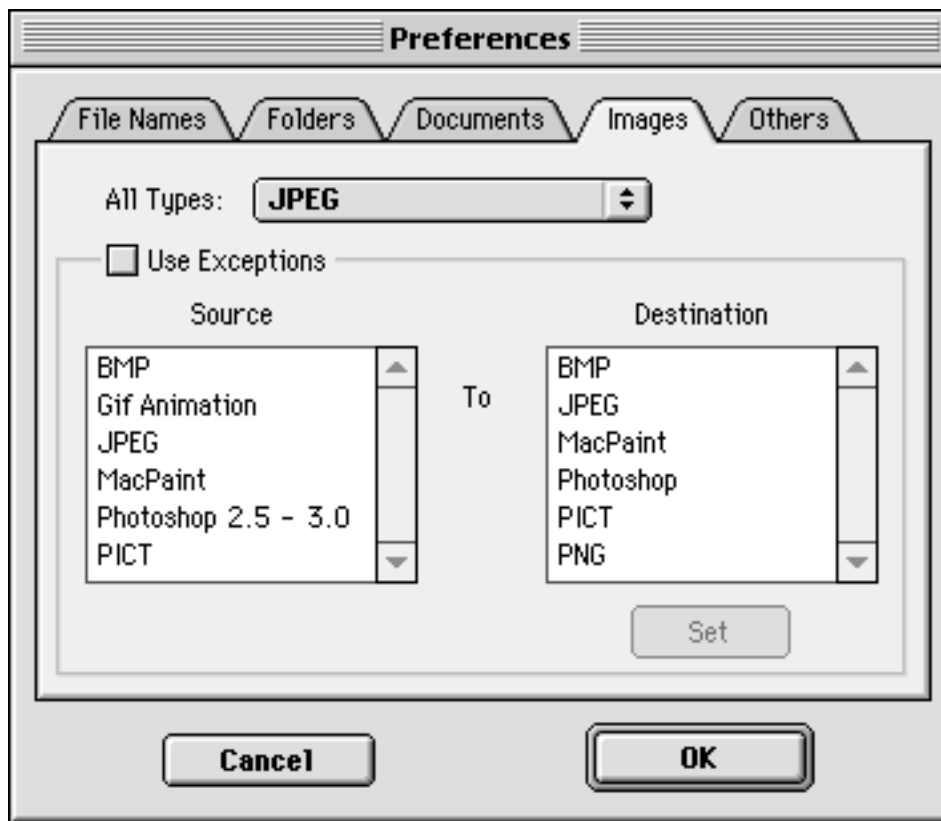 Preferences
File Names Folders Documents Images Others
All Types: JPEG
Use Exceptions
Source Destination
To
BMP
Gif Animation
JPEG
MacPaint
Photoshop 2.5 - 3.0
PICT
BMP
JPEG
MacPaint
Photoshop
PICT
PNG
Set
Cancel OK